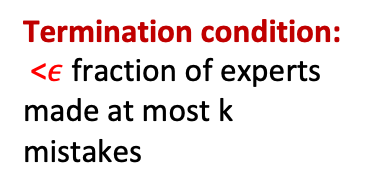 Termination condition:
<ϵ fraction of experts
made at most k
mistakes